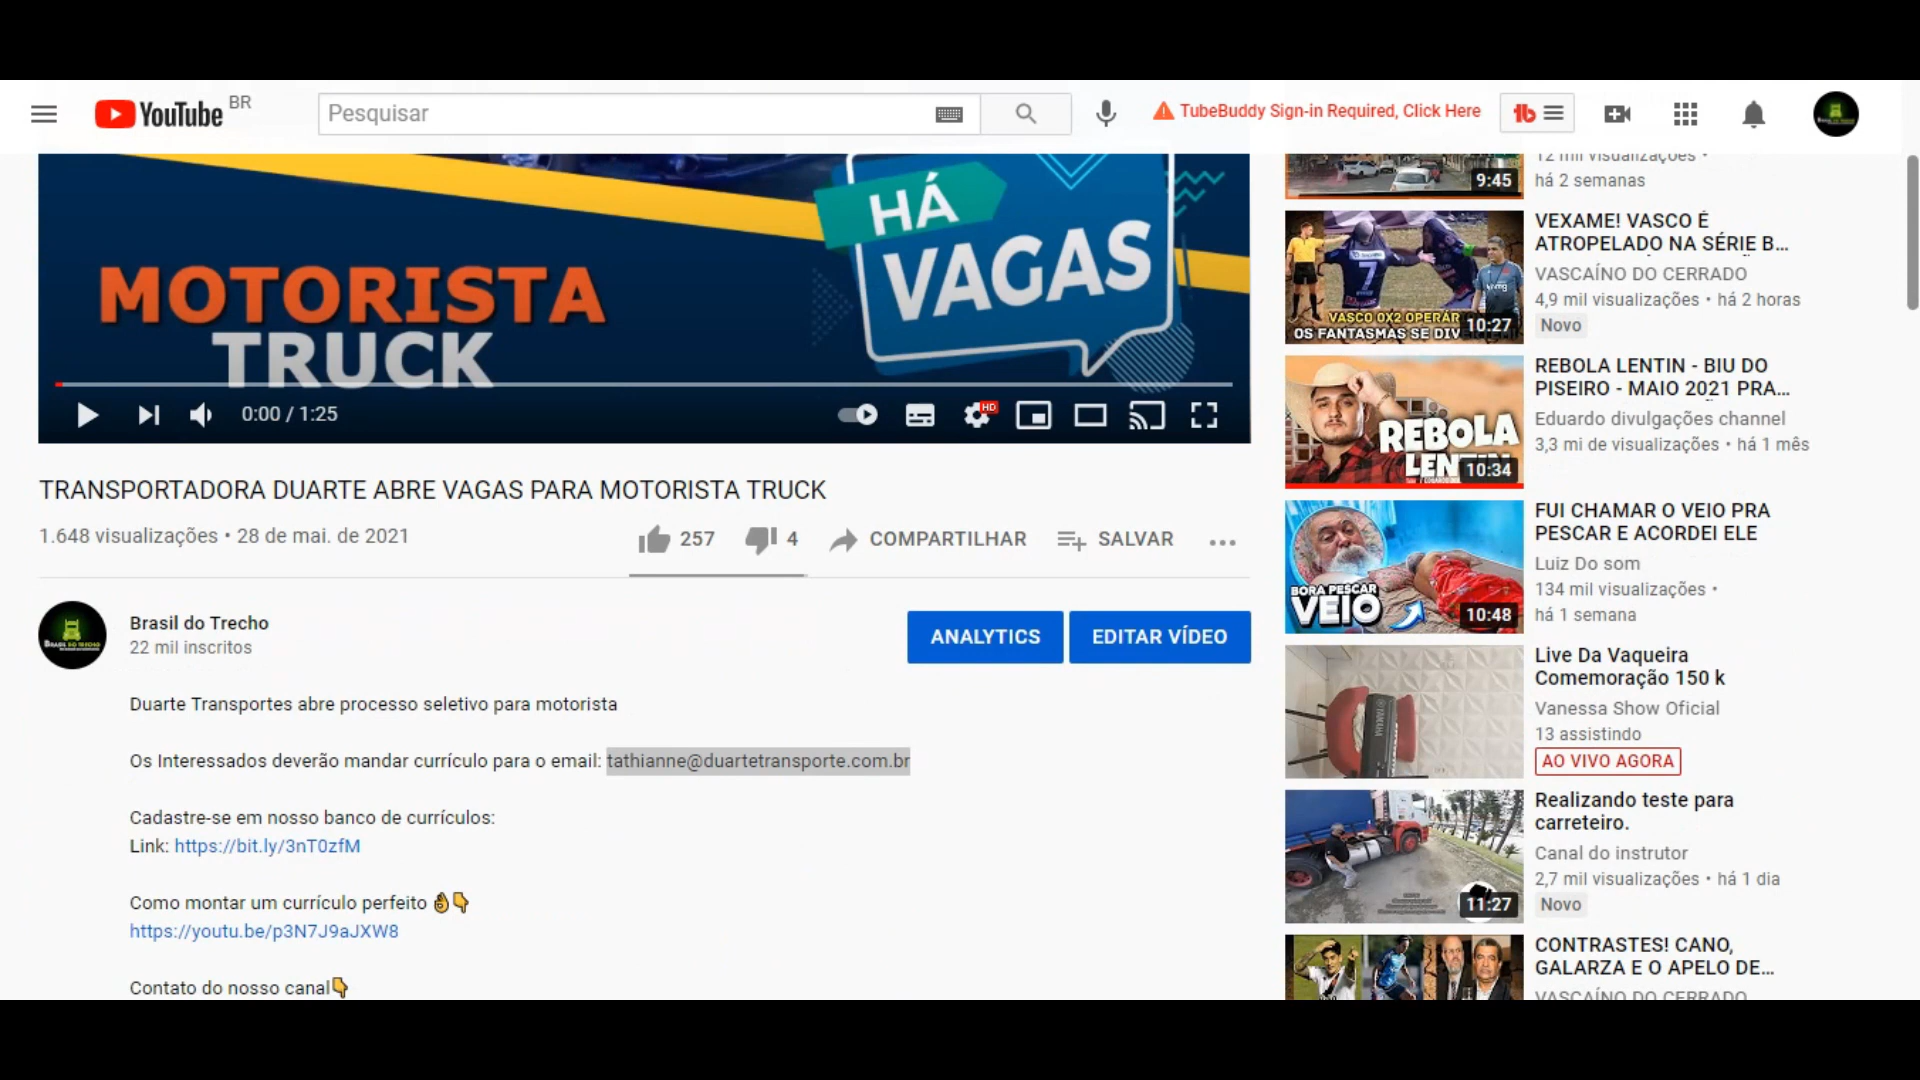 YouTube BR
Pesquisar
TubeBuddy Sign-in Required, Click Here
HÁ
VAGAS
MOTORISTA
TRUCK
0:00 / 1:25
HD
TRANSPORTADORA DUARTE ABRE VAGAS PARA MOTORISTA TRUCK
1.648 visualizações • 28 de mai. de 2021
257
4
COMPARTILHAR
SALVAR
Brasil do Trecho
22 mil inscritos
ANALYTICS
EDITAR VÍDEO
Duarte Transportes abre processo seletivo para motorista
Os Interessados deverão mandar currículo para o email: tathianne@duartetransporte.com.br
Cadastre-se em nosso banco de currículos:
Link: https://bit.ly/3nT0zfM
Como montar um currículo perfeito 👌👇
https://youtu.be/p3N7J9aJXW8
Contato do nosso canal👇
12 mil visualizações •
há 2 semanas
9:45
VEXAME! VASCO É
ATROPELADO NA SÉRIE B...
VASCAÍNO DO CERRADO
4,9 mil visualizações • há 2 horas
Novo
7
VASCO 0X2 OPERÁR
OS FANTASMAS SE DIV
10:27
REBOLA LENTIN - BIU DO
PISEIRO - MAIO 2021 PRA...
Eduardo divulgações channel
3,3 mi de visualizações • há 1 mês
REBOLA
LENTIN
10:34
FUI CHAMAR O VEIO PRA
PESCAR E ACORDEI ELE
Luiz Do som
134 mil visualizações •
há 1 semana
BORA PESCAR
VEIO
10:48
Live Da Vaqueira
Comemoração 150 k
Vanessa Show Oficial
13 assistindo
AO VIVO AGORA
YAMAHA
Realizando teste para
carreteiro.
Canal do instrutor
2,7 mil visualizações • há 1 dia
Novo
11:27
CONTRASTES! CANO,
GALARZA E O APELO DE...
VASCAÍNO DO CERRADO